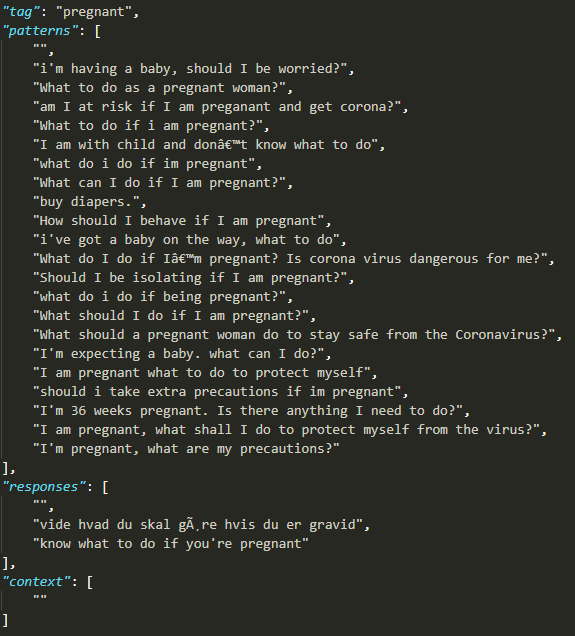 "tag": "pregnant",
"patterns": [
"",
"i'm having a baby, should I be worried?",
"What to do as a pregnant woman?",
"am I at risk if I am preganant and get corona?",
"What to do if i am pregnant?",
"I am with child and donâ€™t know what to do",
"what do i do if im pregnant",
"What can I do if I am pregnant?",
"buy diapers.",
"How should I behave if I am pregnant",
"i've got a baby on the way, what to do",
"What do I do if Iâ€™m pregnant? Is corona virus dangerous for me?",
"Should I be isolating if I am pregnant?",
"what do i do if being pregnant?",
"What should I do if I am pregnant?",
"What should a pregnant woman do to stay safe from the Coronavirus?",
"I'm expecting a baby. what can I do?",
"I am pregnant what to do to protect myself",
"should i take extra precautions if im pregnant",
"I'm 36 weeks pregnant. Is there anything I need to do?",
"I am pregnant, what shall I do to protect myself from the virus?",
"I'm pregnant, what are my precautions?"
],
"responses": [
"",
"vide hvad du skal gÃ¸re hvis du er gravid",
"know what to do if you're pregnant"
],
"context": [
""
]